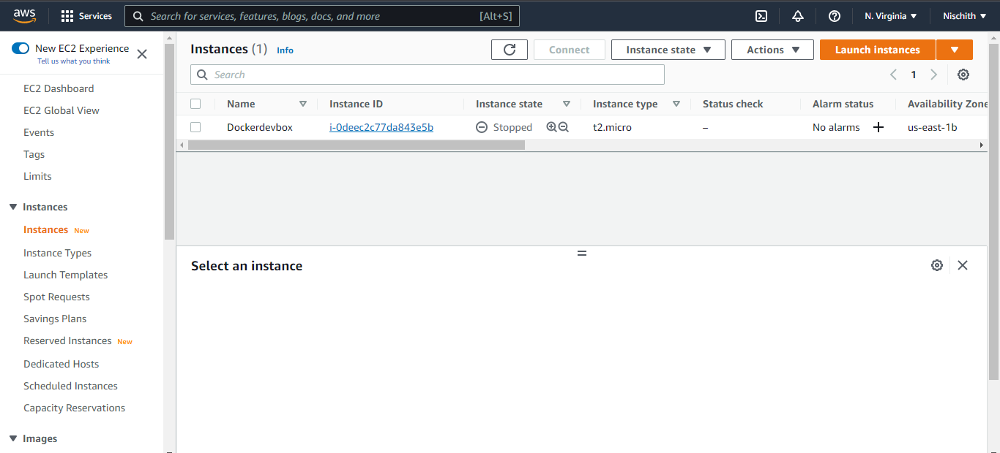 aws Services Search for services, features, blogs, docs, and more [Alt+S] N. Virginia Nischith
New EC2 Experience
Tell us what you think
EC2 Dashboard
EC2 Global View
Events
Tags
Limits
Instances
Instances New
Instance Types
Launch Templates
Spot Requests
Savings Plans
Reserved Instances New
Dedicated Hosts
Scheduled Instances
Capacity Reservations
Images
Instances (1) Info
Connect Instance state Actions Launch instances
Search
1
Name Instance ID Instance state Instance type Status check Alarm status Availability Zone
Dockerdevbox i-0deec2c77da843e5b Stopped t2.micro – No alarms + us-east-1b
Select an instance